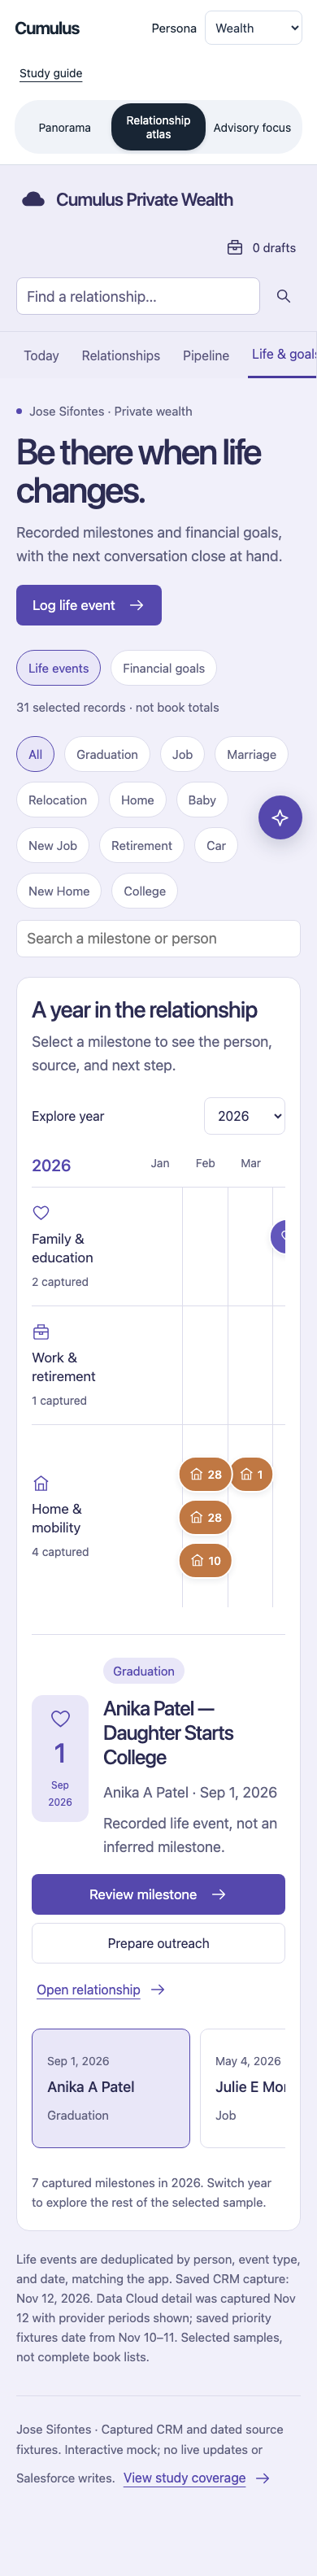 Cumulus
Persona
Wealth
Study guide
Panorama
Relationship
atlas
Advisory focus
Cumulus Private Wealth
0 drafts
Find a relationship...
Today
Relationships
Pipeline
Life & goals
Jose Sifontes · Private wealth
Be there when life
changes.
Recorded milestones and financial goals,
with the next conversation close at hand.
Log life event
Life events
Financial goals
31 selected records · not book totals
All
Graduation
Job
Marriage
Relocation
Home
Baby
New Job
Retirement
Car
New Home
College
Search a milestone or person
A year in the relationship
Select a milestone to see the person,
source, and next step.
Explore year
2026
2026
Jan
Feb
Mar
Family &
education
2 captured
Work &
retirement
1 captured
28
1
28
Home &
mobility
10
4 captured
Graduation
1
Sep
2026
Anika Patel —
Daughter Starts
College
Anika A Patel · Sep 1, 2026
Recorded life event, not an
inferred milestone.
Review milestone
Prepare outreach
Open relationship
Sep 1, 2026
Anika A Patel
Graduation
May 4, 2026
Julie E
Job
7 captured milestones in 2026. Switch year
to explore the rest of the selected sample.
Life events are deduplicated by person, event type,
and date, matching the app. Saved CRM capture:
Nov 12, 2026. Data Cloud detail was captured Nov
12 with provider periods shown; saved priority
fixtures date from Nov 10–11. Selected samples,
not complete book lists.
Jose Sifontes · Captured CRM and dated source
fixtures. Interactive mock; no live updates or
Salesforce writes. View study coverage